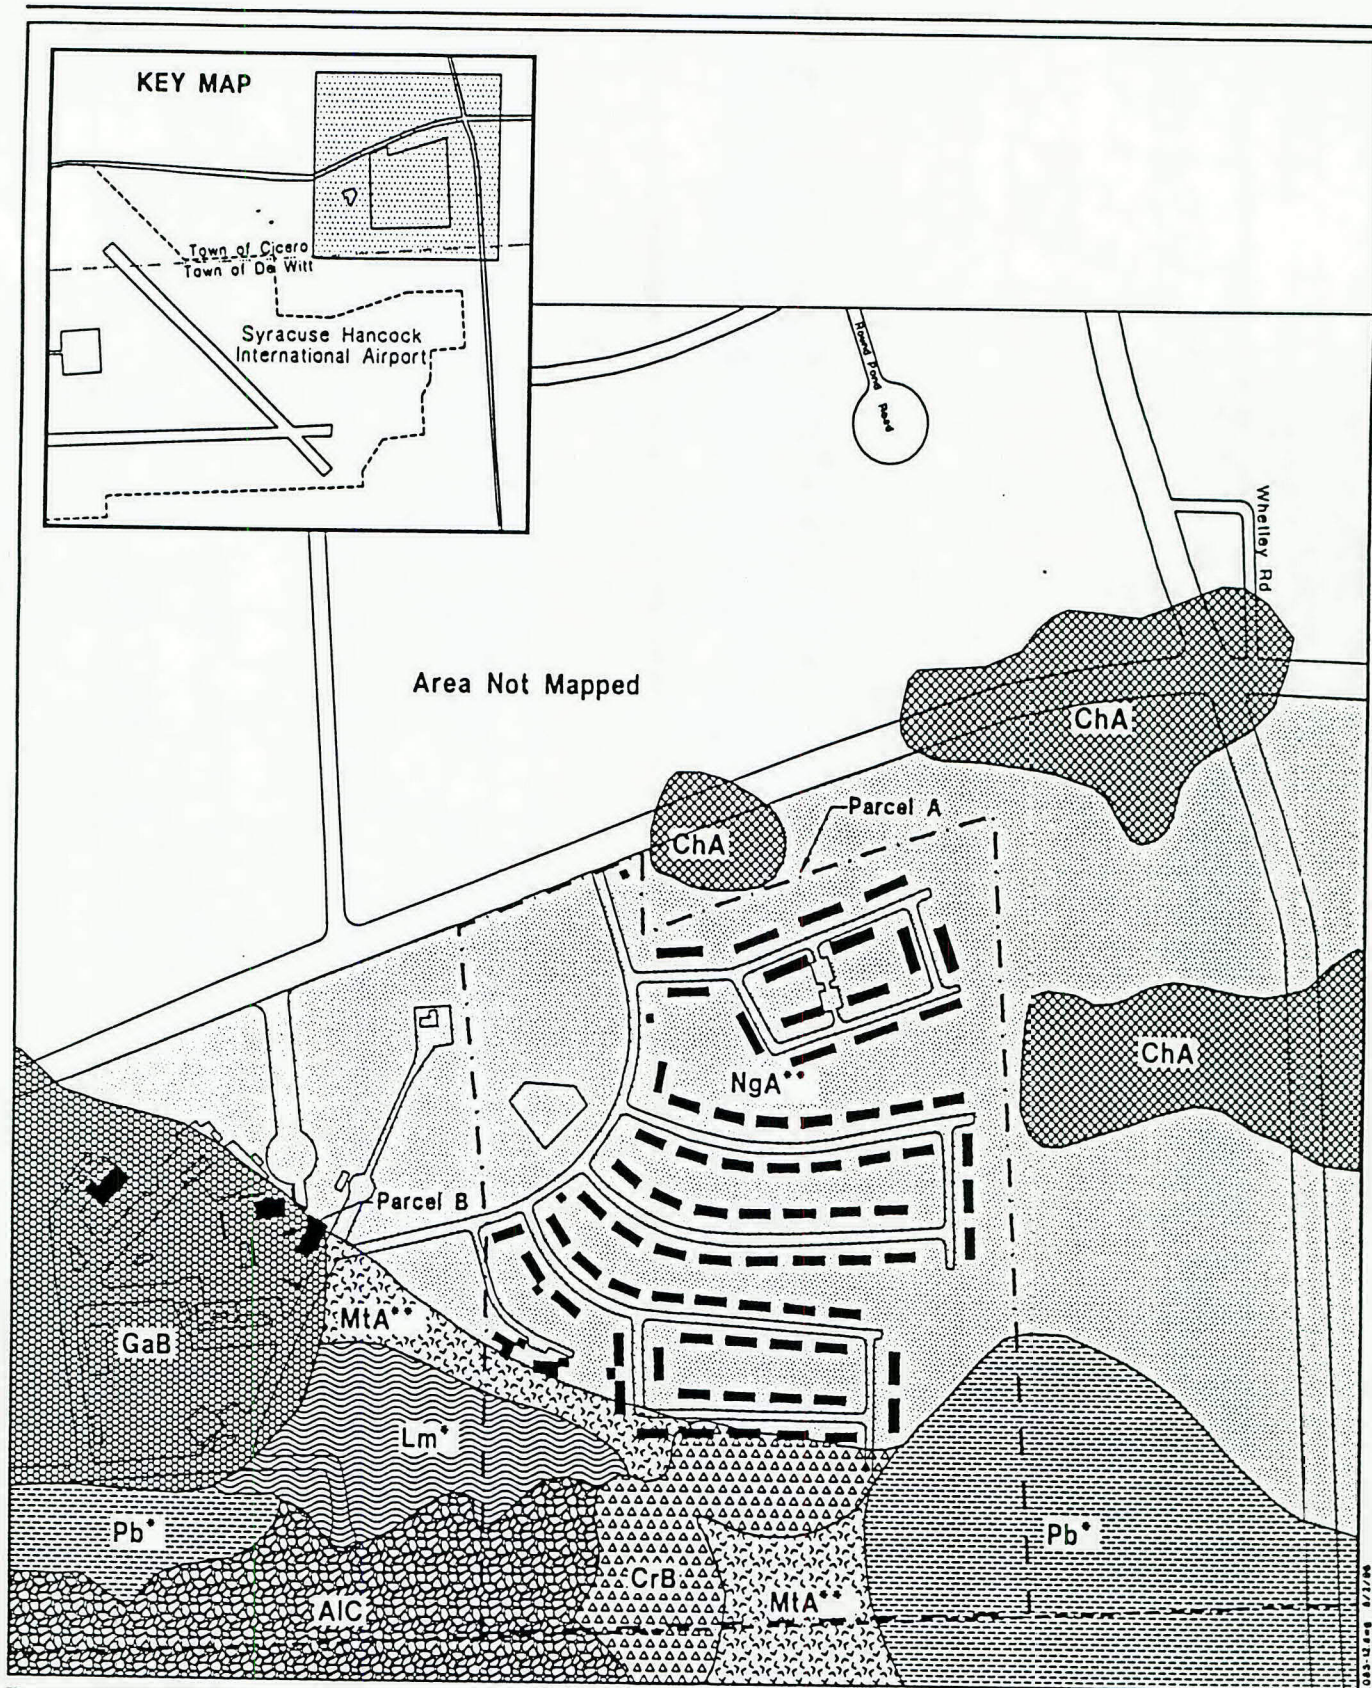 KEY MAP
Town of Cicero
Town of De Witt
Syracuse Hancock
International Airport
Round Pond Road
Whetley Rd
Area Not Mapped
ChA
Parcel A
ChA
ChA
NgA**
Parcel B
MtA**
GaB
Lm*
Pb*
Pb*
CrB
MtA**
AlC